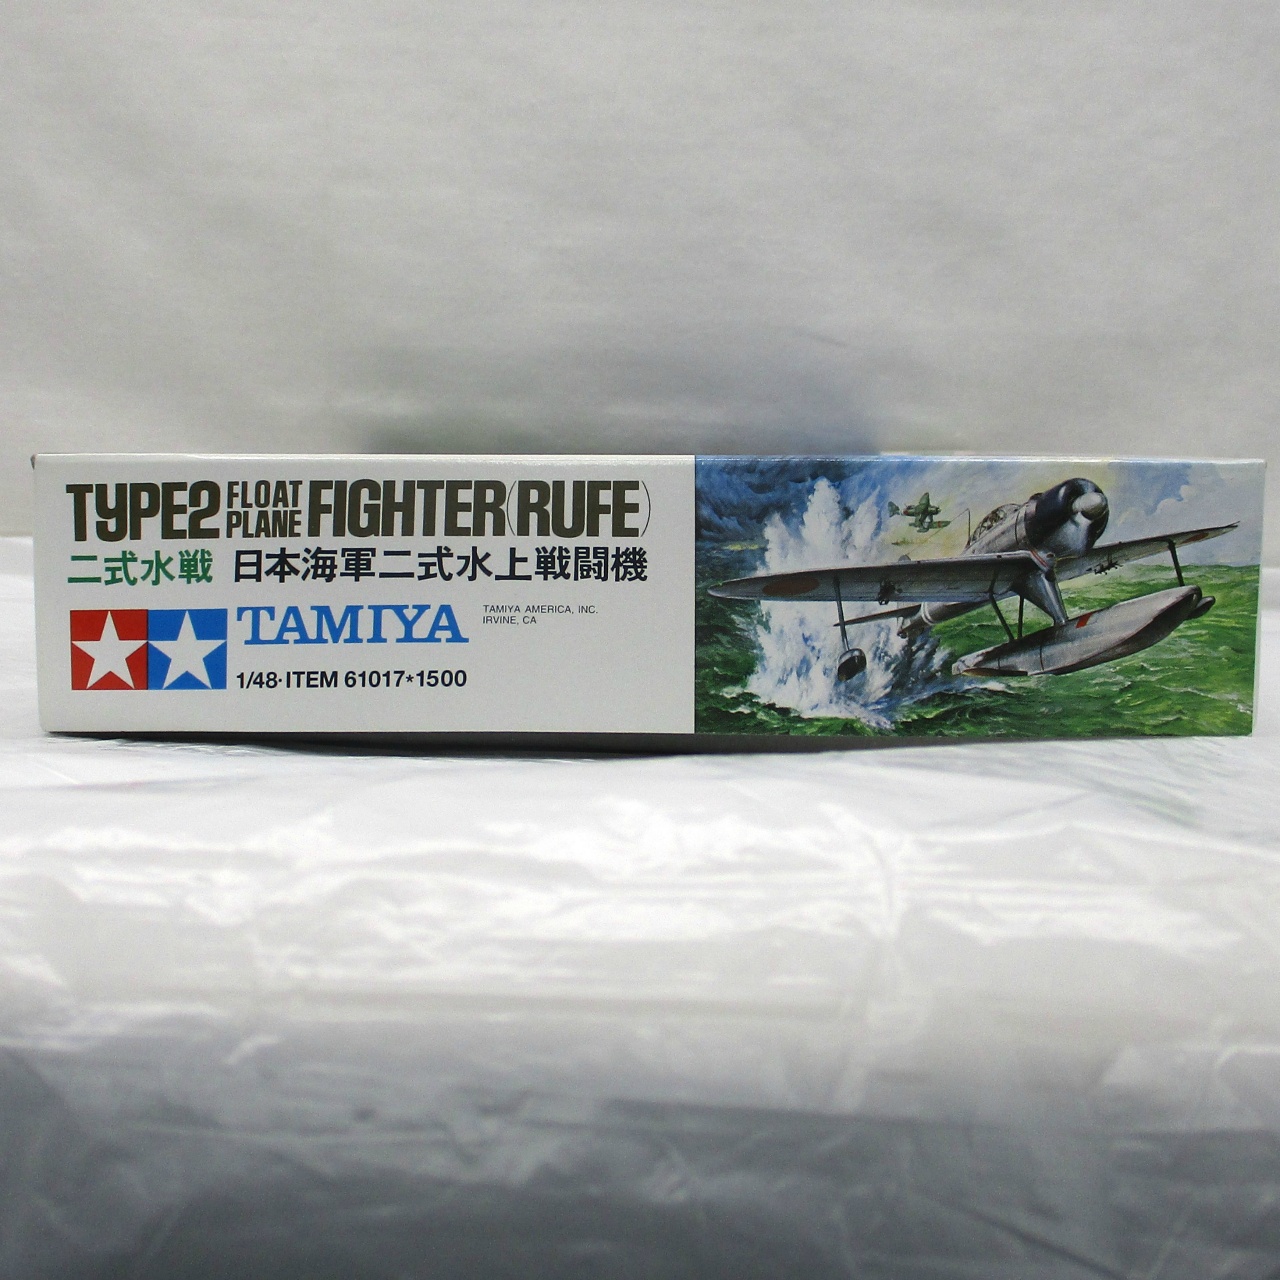 TYPE2 FLOAT PLANE FIGHTER (RUFE)
二式水戦 日本海軍二式水上戦闘機
TAMIYA
TAMIYA AMERICA, INC.
IRVINE, CA
1/48·ITEM 61017*1500